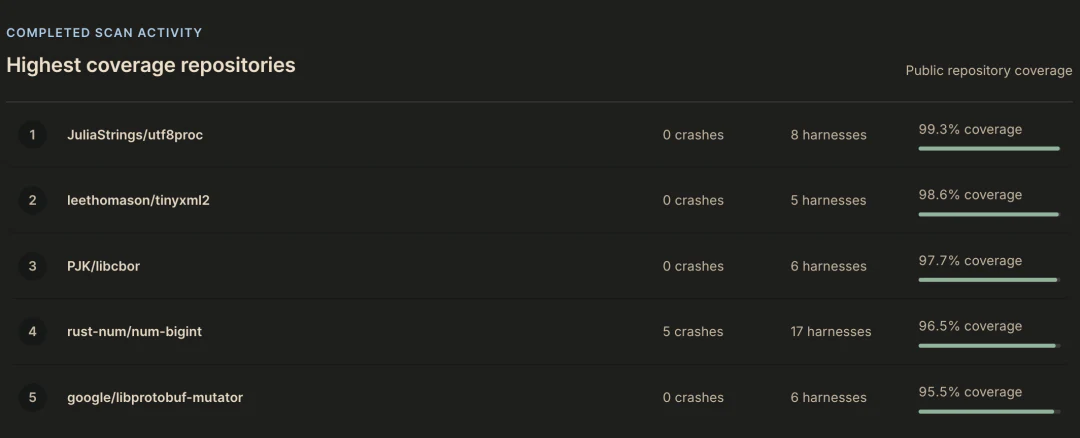 COMPLETED SCAN ACTIVITY
Highest coverage repositories
Public repository coverage
1 JuliaStrings/utf8proc 0 crashes 8 harnesses 99.3% coverage
2 leethomason/tinyxml2 0 crashes 5 harnesses 98.6% coverage
3 PJK/libcbor 0 crashes 6 harnesses 97.7% coverage
4 rust-num/num-bigint 5 crashes 17 harnesses 96.5% coverage
5 google/libprotobuf-mutator 0 crashes 6 harnesses 95.5% coverage